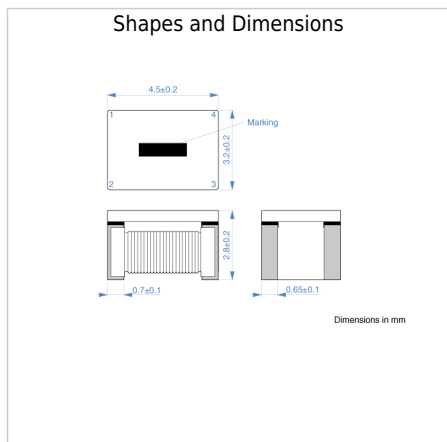 Shapes and Dimensions
4.5±0.2
1 4
Marking
3.2±0.2
2 3
2.8±0.2
0.7±0.1
0.65±0.1
Dimensions in mm